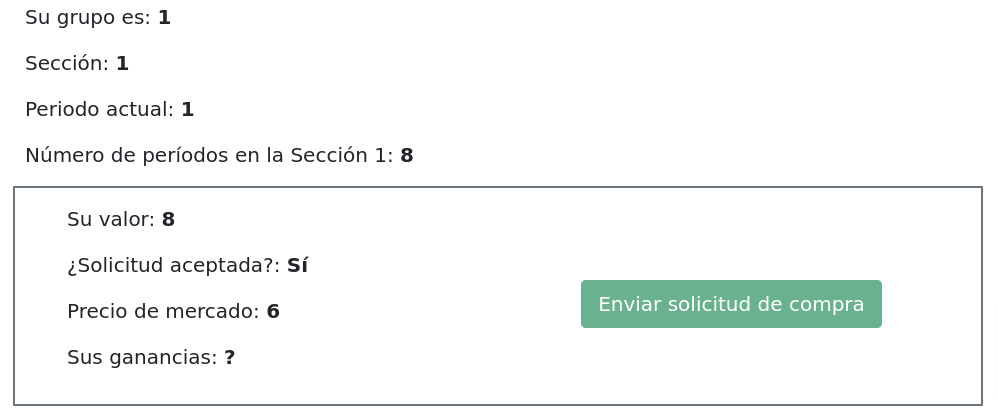 Su grupo es: 1
Sección: 1
Periodo actual: 1
Número de períodos en la Sección 1: 8
Su valor: 8
¿Solicitud aceptada?: Sí
Precio de mercado: 6
Sus ganancias: ?
Enviar solicitud de compra